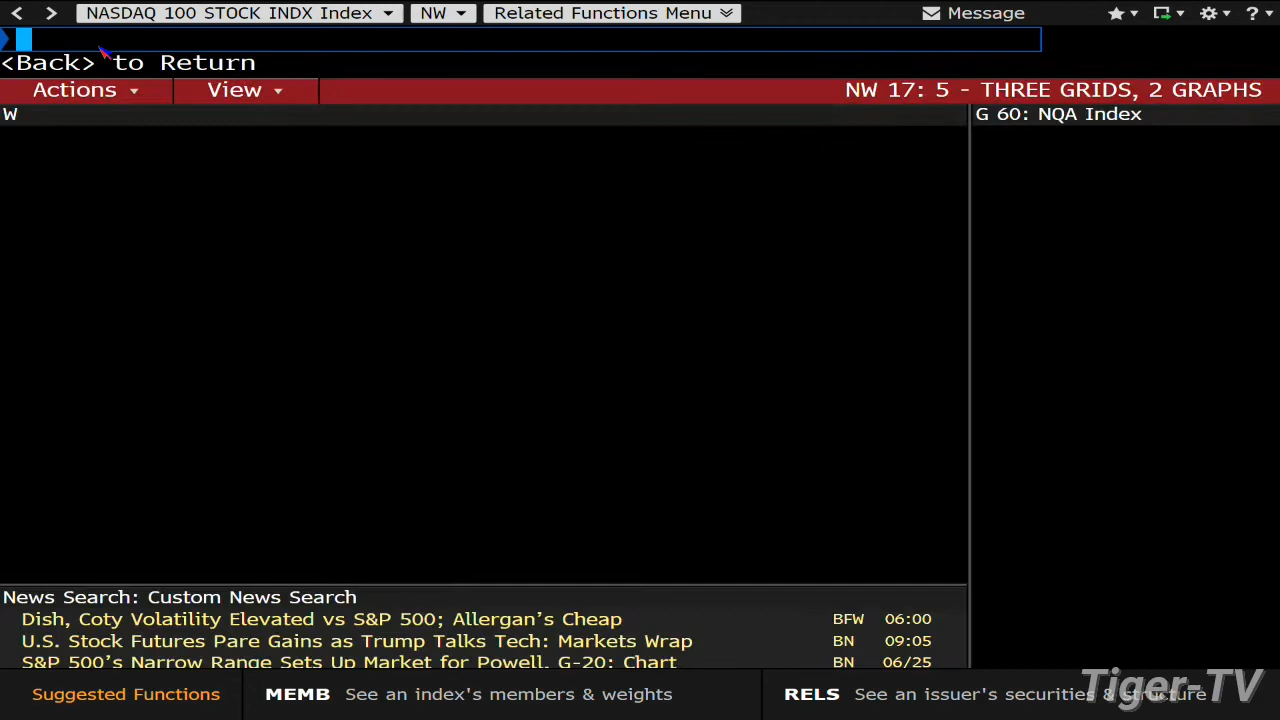 NASDAQ 100 STOCK INDX Index NW Related Functions Menu Message ?
<Back> to Return
Actions View NW 17: 5 - THREE GRIDS, 2 GRAPHS
W G 60: NQA Index
News Search: Custom News Search
Dish, Coty Volatility Elevated vs S&P 500; Allergan's Cheap BFW 06:00
U.S. Stock Futures Pare Gains as Trump Talks Tech: Markets Wrap BN 09:05
S&P 500's Narrow Range Sets Up Market for Powell, G-20: Chart BN 06/25
Suggested Functions MEMB See an index's members & weights RELS See an issuer's securities & structure
Tiger-TV